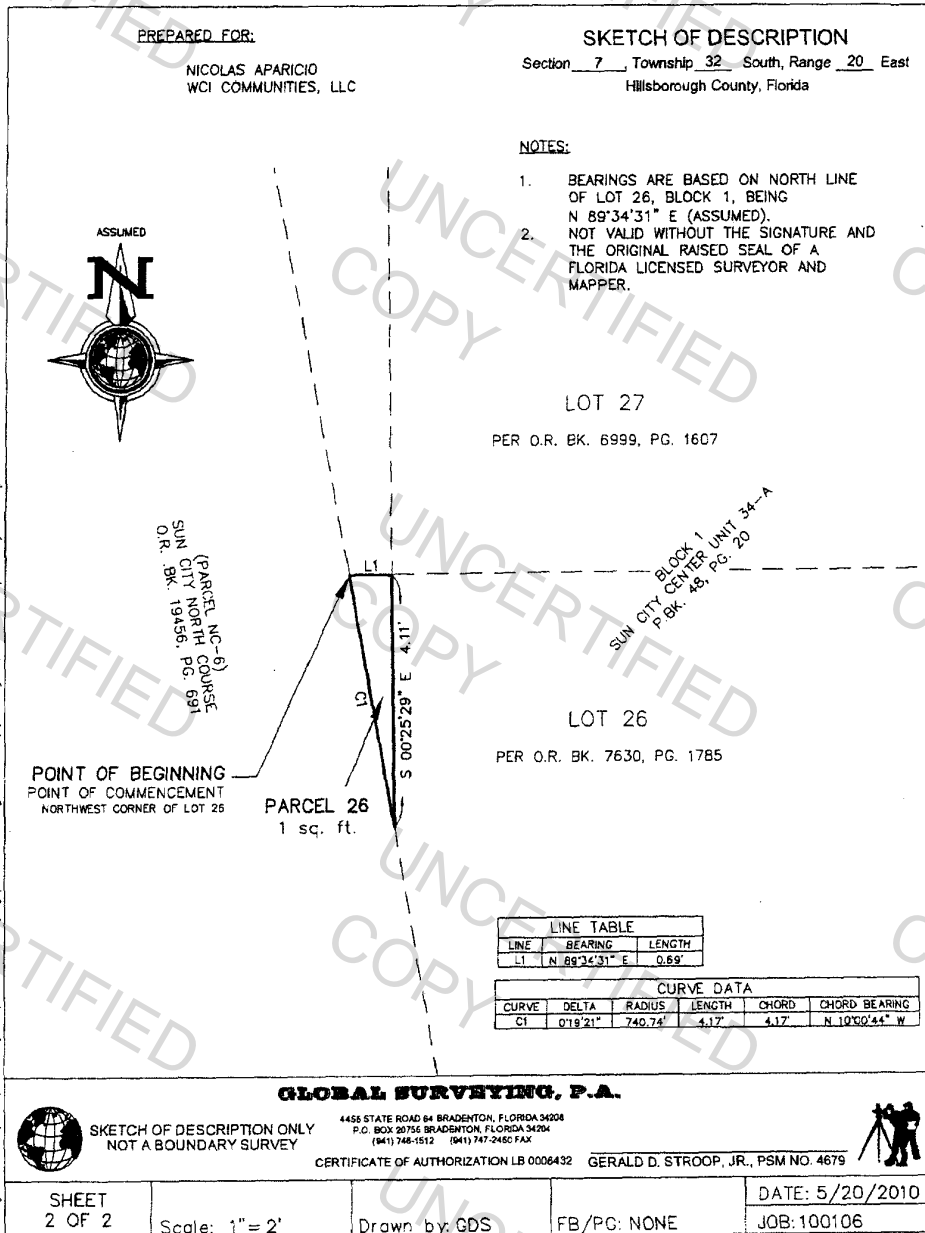 PREPARED FOR:
NICOLAS APARICIO
WCI COMMUNITIES, LLC
SKETCH OF DESCRIPTION
Section 7, Township 32 South, Range 20 East
Hillsborough County, Florida
NOTES:
1. BEARINGS ARE BASED ON NORTH LINE
OF LOT 26, BLOCK 1, BEING
N 89°34'31" E (ASSUMED).
2. NOT VALID WITHOUT THE SIGNATURE AND
THE ORIGINAL RAISED SEAL OF A
FLORIDA LICENSED SURVEYOR AND
MAPPER.
ASSUMED
N
LOT 27
PER O.R. BK. 6999, PG. 1607
(PARCEL NC-6)
SUN CITY NORTH COURSE
O.R. BK. 19456, PG. 691
L1
BLOCK 1
SUN CITY CENTER UNIT 34-A
P.BK. 48, PG. 20
C1
S 00°25'29" E 4.11'
LOT 26
PER O.R. BK. 7630, PG. 1785
POINT OF BEGINNING
POINT OF COMMENCEMENT
NORTHWEST CORNER OF LOT 26
PARCEL 26
1 sq. ft.
LINE TABLE
LINE BEARING LENGTH
L1 N 89°34'31" E 0.69'
CURVE DATA
CURVE DELTA RADIUS LENGTH CHORD CHORD BEARING
C1 0°19'21" 740.74' 4.17' 4.17' N 10°00'44" W
GLOBAL SURVEYING, P.A.
SKETCH OF DESCRIPTION ONLY
NOT A BOUNDARY SURVEY
4456 STATE ROAD 64 BRADENTON, FLORIDA 34208
P.O. BOX 20756 BRADENTON, FLORIDA 34204
(941) 748-1512 (941) 747-2460 FAX
CERTIFICATE OF AUTHORIZATION LB 0006432
GERALD D. STROOP, JR., PSM NO. 4679
SHEET
2 OF 2
Scale: 1"= 2'
Drawn by: GDS
FB/PG: NONE
DATE: 5/20/2010
JOB: 100106
UNCERTIFIED
COPY
UNCERTIFIED
COPY
UNCERTIFIED
COPY